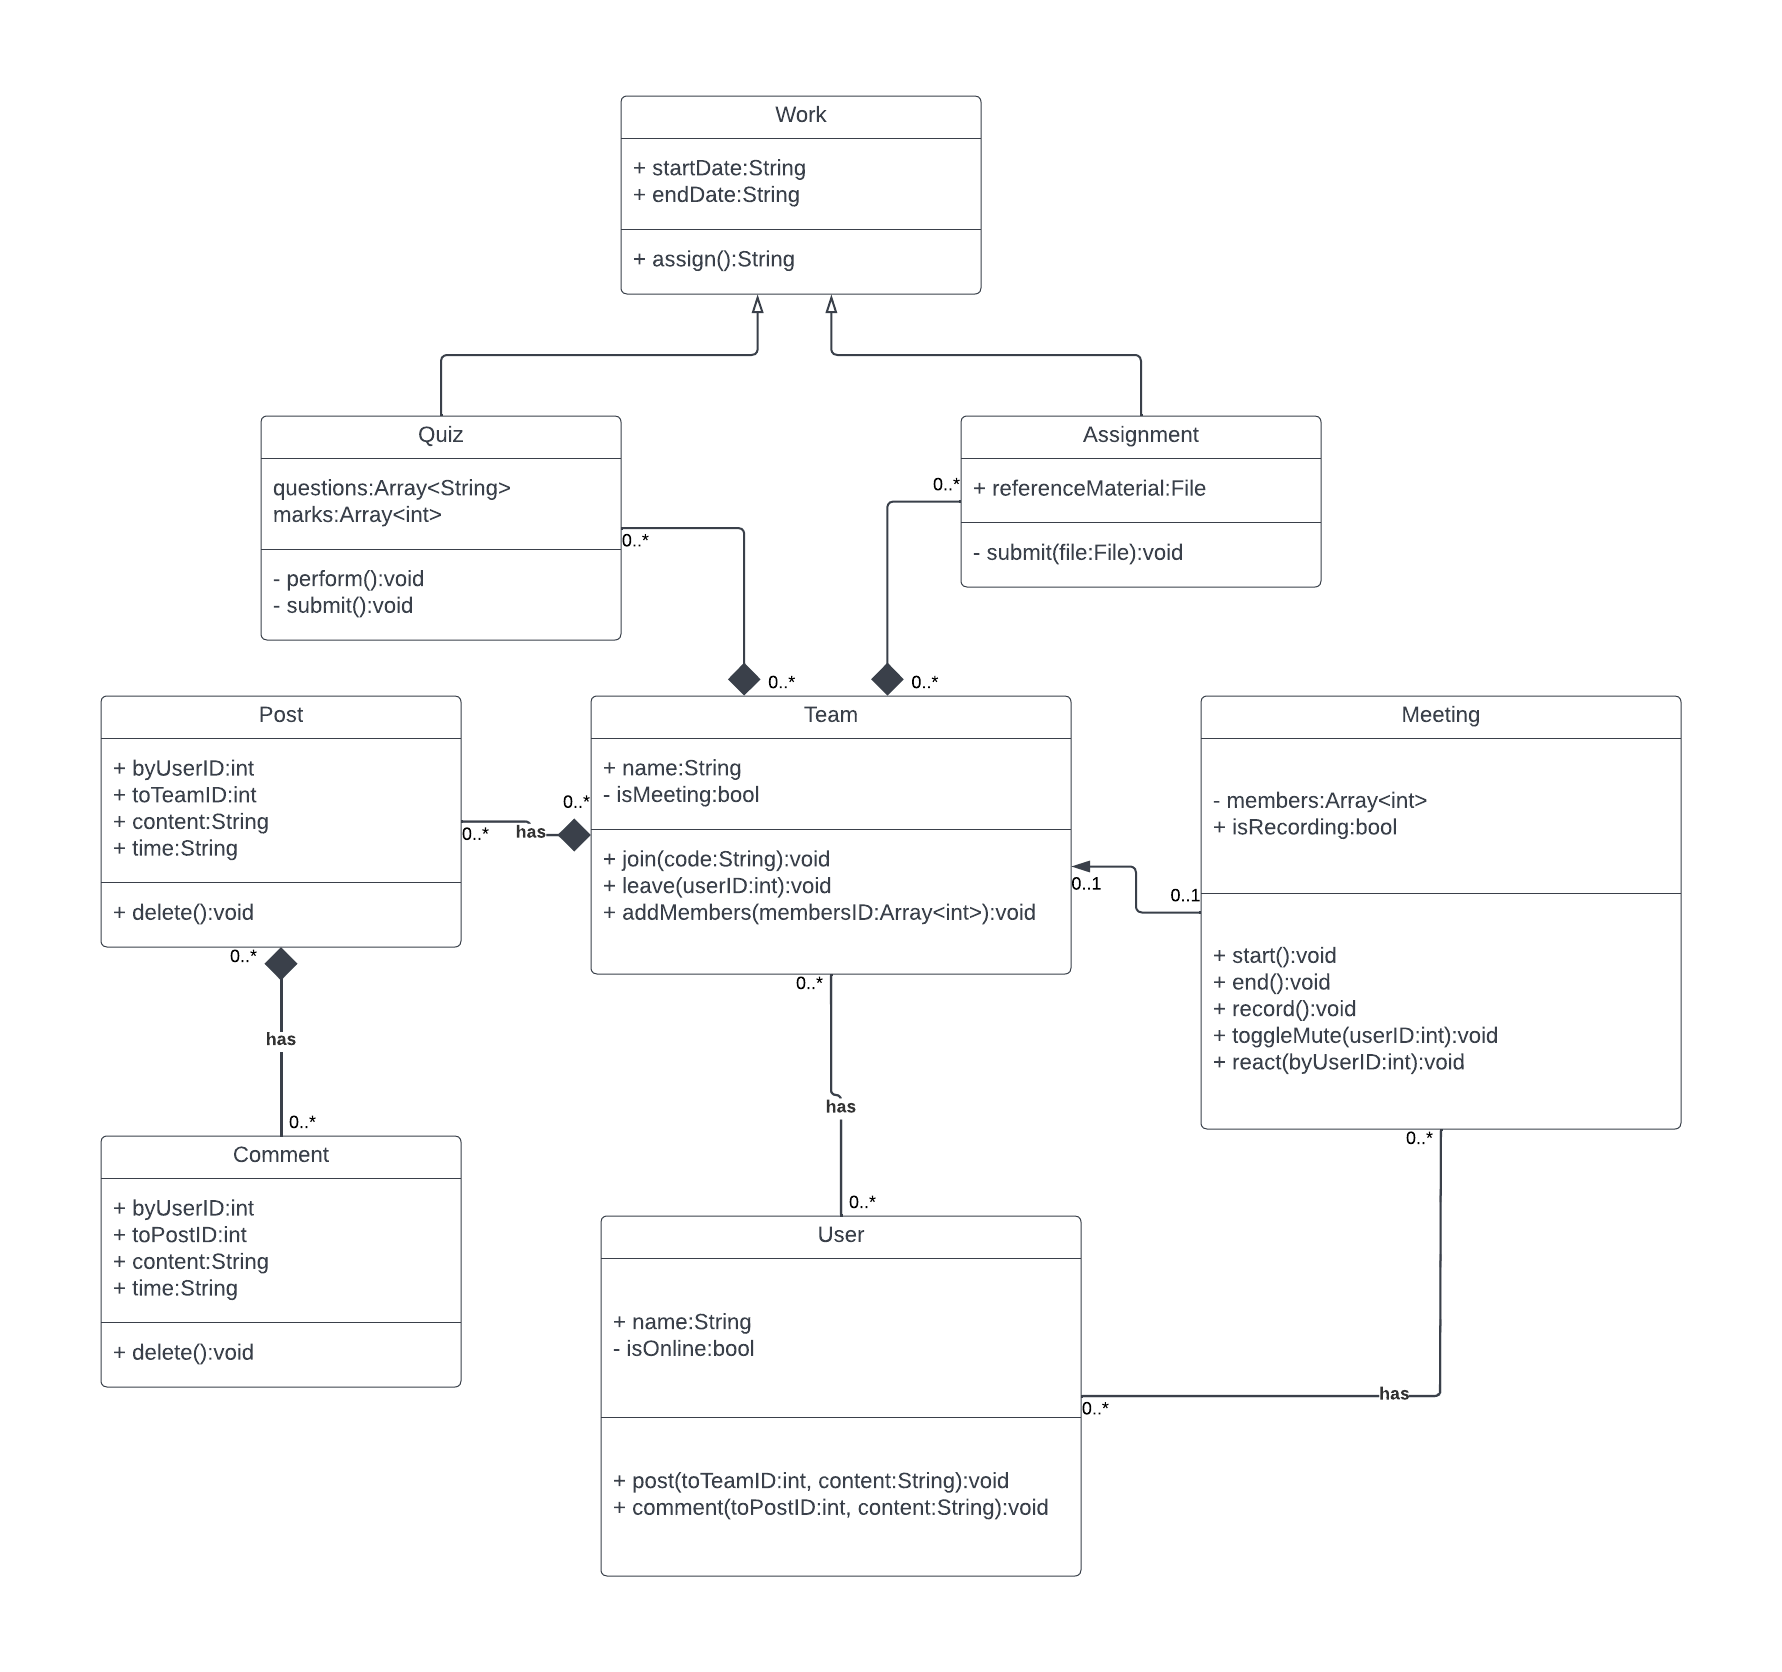 Work
+ startDate:String
+ endDate:String
+ assign():String
Quiz
questions:Array<String>
marks:Array<int>
- perform():void
- submit():void
0..*
Assignment
+ referenceMaterial:File
- submit(file:File):void
0..*
0..*
0..*
Post
+ byUserID:int
+ toTeamID:int
+ content:String
+ time:String
+ delete():void
0..*
has
0..*
Team
+ name:String
- isMeeting:bool
+ join(code:String):void
+ leave(userID:int):void
+ addMembers(membersID:Array<int>):void
0..1
0..1
Meeting
- members:Array<int>
+ isRecording:bool
+ start():void
+ end():void
+ record():void
+ toggleMute(userID:int):void
+ react(byUserID:int):void
0..*
has
0..*
Comment
+ byUserID:int
+ toPostID:int
+ content:String
+ time:String
+ delete():void
0..*
has
0..*
User
+ name:String
- isOnline:bool
+ post(toTeamID:int, content:String):void
+ comment(toPostID:int, content:String):void
0..*
has
0..*